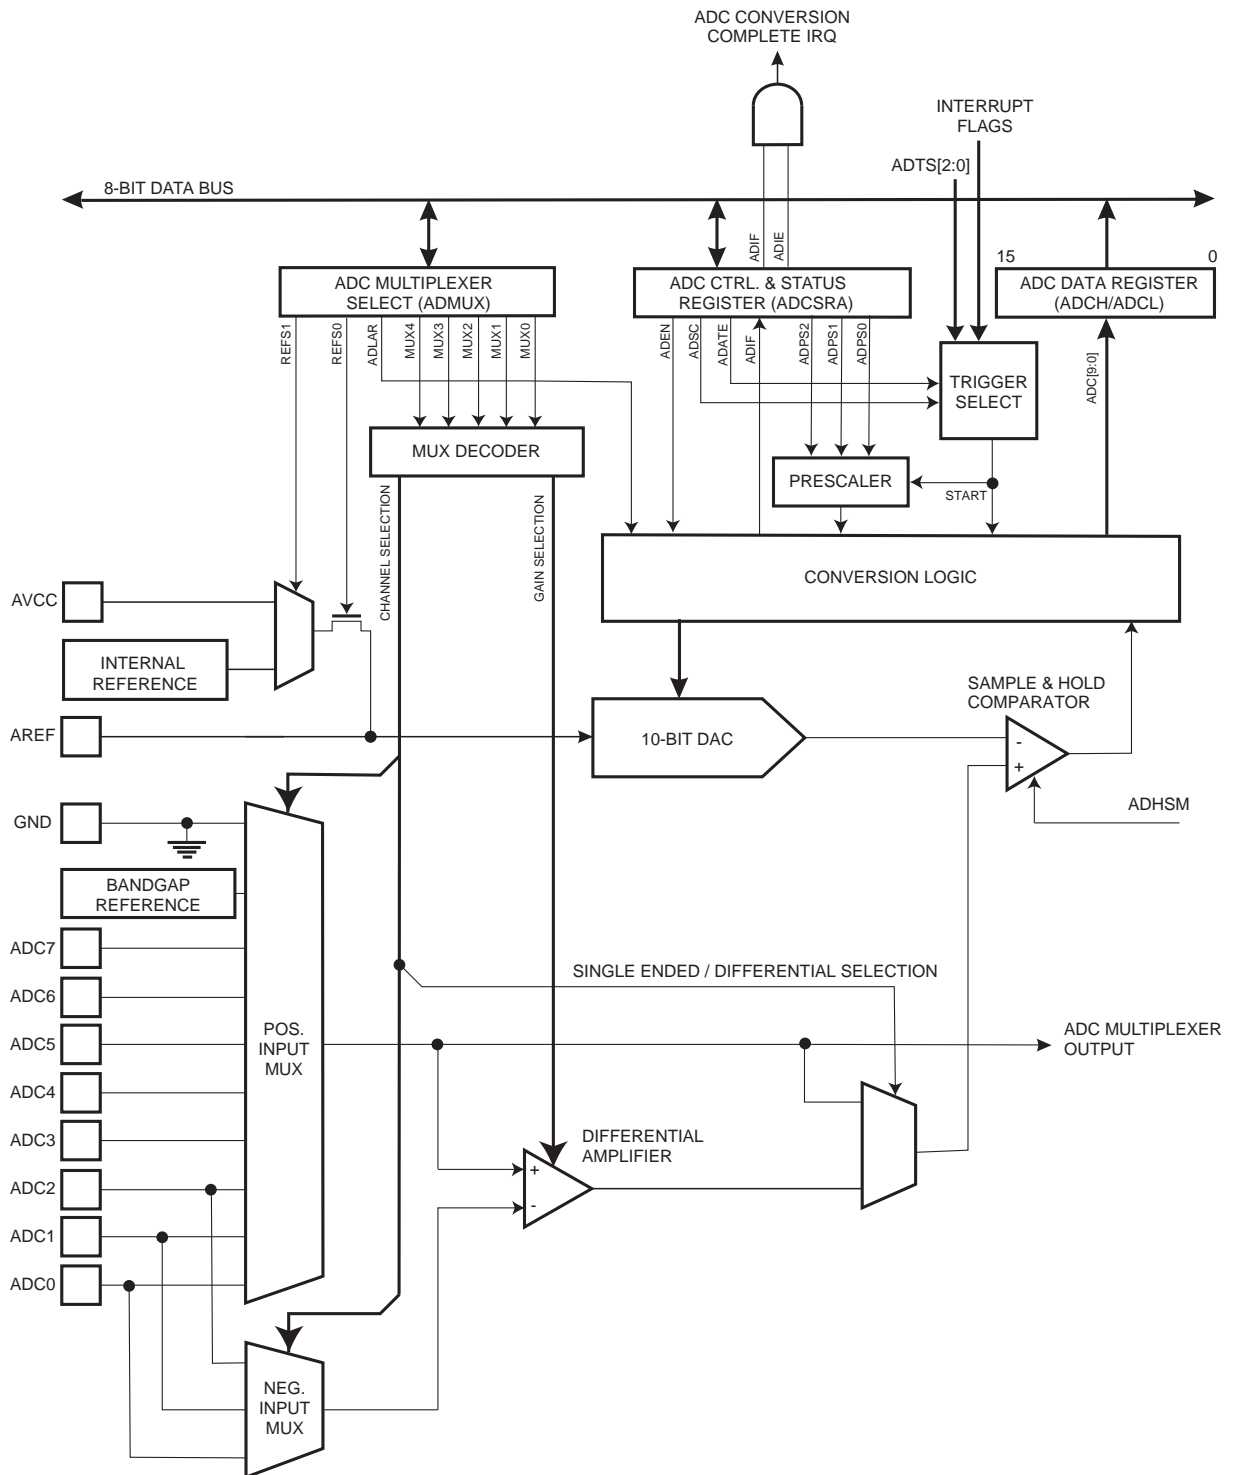 ADC CONVERSION
COMPLETE IRQ
INTERRUPT
FLAGS
ADTS[2:0]
8-BIT DATA BUS
ADIF
ADIE
15
0
ADC MULTIPLEXER
SELECT (ADMUX)
ADC CTRL. & STATUS
REGISTER (ADCSRA)
ADC DATA REGISTER
(ADCH/ADCL)
REFS1
REFS0
ADLAR
MUX4
MUX3
MUX2
MUX1
MUX0
ADEN
ADSC
ADATE
ADIF
ADPS2
ADPS1
ADPS0
TRIGGER
SELECT
ADC[9:0]
MUX DECODER
PRESCALER
START
CHANNEL SELECTION
GAIN SELECTION
CONVERSION LOGIC
AVCC
INTERNAL
REFERENCE
SAMPLE & HOLD
COMPARATOR
AREF
10-BIT DAC
-
+
ADHSM
GND
BANDGAP
REFERENCE
ADC7
SINGLE ENDED / DIFFERENTIAL SELECTION
ADC6
ADC5
POS.
INPUT
MUX
ADC MULTIPLEXER
OUTPUT
ADC4
ADC3
DIFFERENTIAL
AMPLIFIER
+
-
ADC2
ADC1
ADC0
NEG.
INPUT
MUX